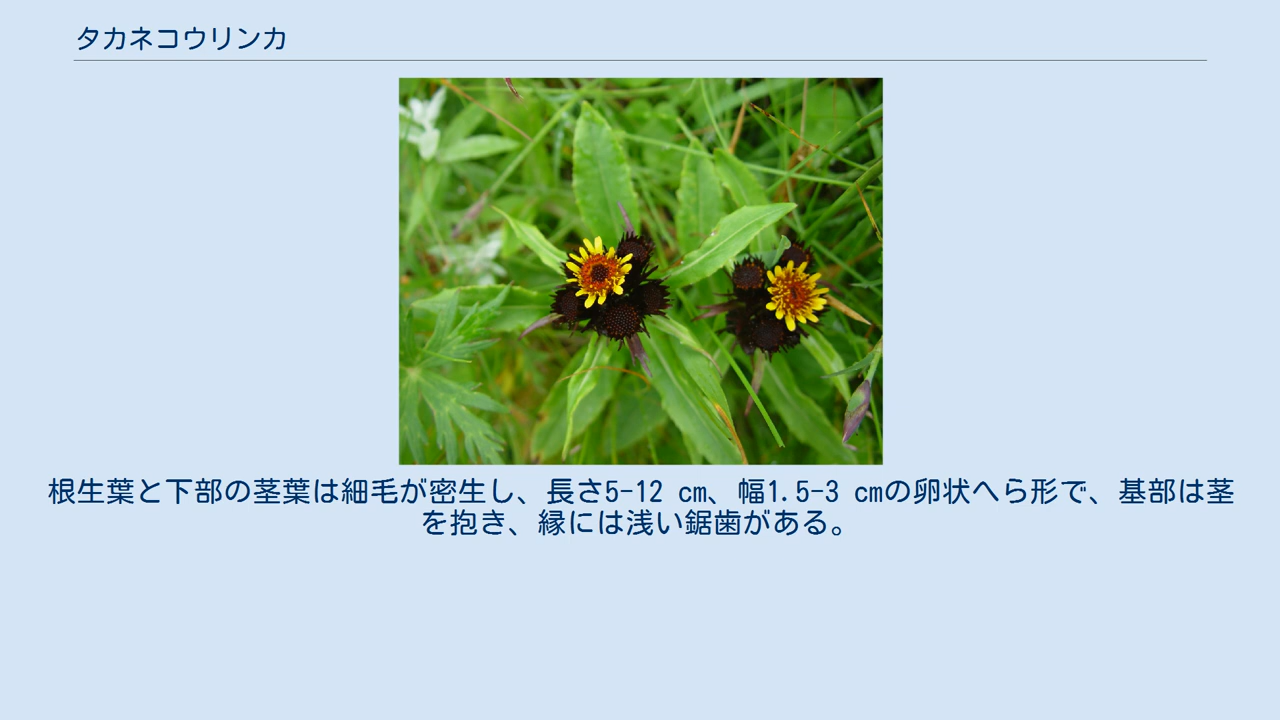 タカネコウリンカ
根生葉と下部の茎葉は細毛が密生し、長さ5-12 cm、幅1.5-3 cmの卵状へら形で、基部は茎
を抱き、縁には浅い鋸歯がある。